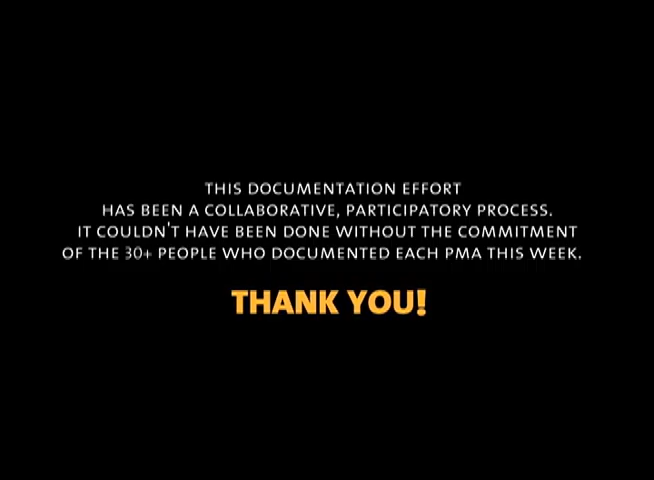 THIS DOCUMENTATION EFFORT
HAS BEEN A COLLABORATIVE, PARTICIPATORY PROCESS.
IT COULDN'T HAVE BEEN DONE WITHOUT THE COMMITMENT
OF THE 30+ PEOPLE WHO DOCUMENTED EACH PMA THIS WEEK.
THANK YOU!